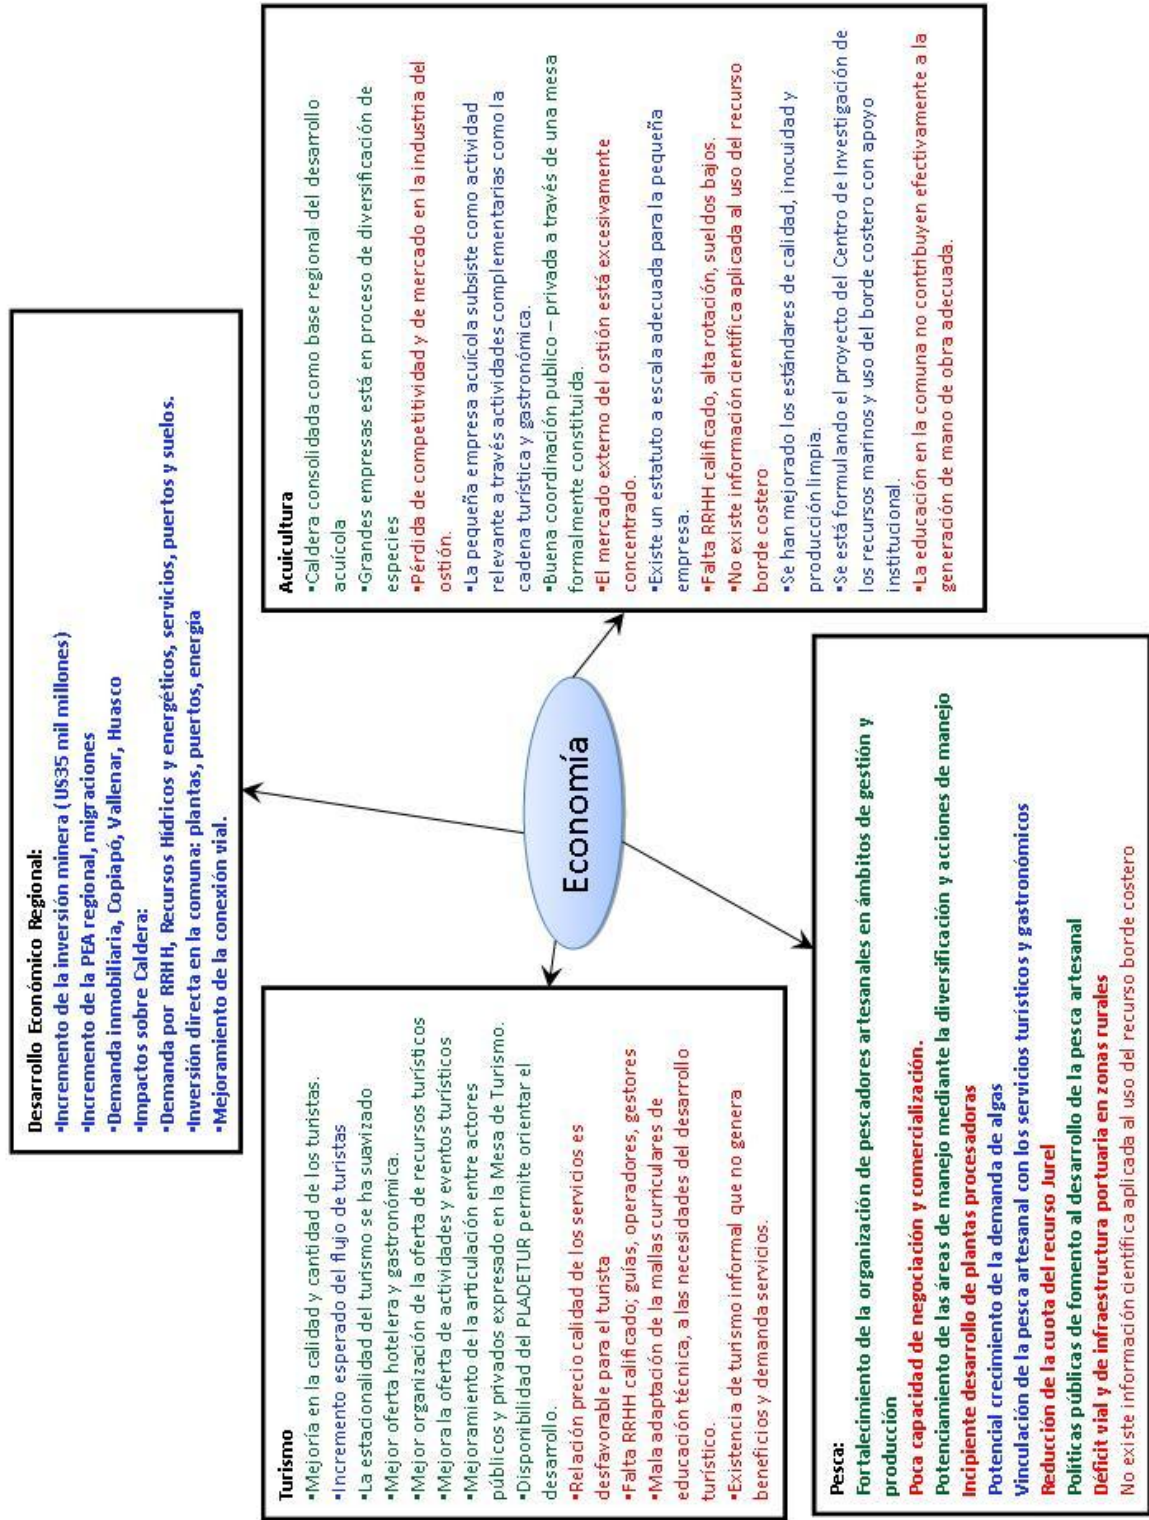 Desarrollo Económico Regional:
▪Incremento de la inversión minera (US35 mil millones)
▪Incremento de la PEA regional, migraciones
▪Demanda inmobiliaria, Copiapó, Vallenar, Huasco
▪Impactos sobre Caldera:
▪Demanda por RRHH, Recursos Hídricos y energéticos, servicios, puertos y suelos.
▪Inversión directa en la comuna: plantas, puertos, energía
▪Mejoramiento de la conexión vial.
Turismo
▪Mejoría en la calidad y cantidad de los turistas.
▪Incremento esperado del flujo de turistas
▪La estacionalidad del turismo se ha suavizado
▪Mejor oferta hotelera y gastronómica.
▪Mejor organización de la oferta de recursos turísticos
▪Mejora la oferta de actividades y eventos turísticos
▪Mejoramiento de la articulación entre actores
públicos y privados expresado en la Mesa de Turismo.
▪Disponibilidad del PLADETUR permite orientar el
desarrollo.
▪Relación precio calidad de los servicios es
desfavorable para el turista
▪Falta RRHH calificado; guías, operadores, gestores
▪Mala adaptación de la mallas curriculares de
educación técnica, a las necesidades del desarrollo
turístico.
▪Existencia de turismo informal que no genera
beneficios y demanda servicios.
Economía
Acuicultura
▪Caldera consolidada como base regional del desarrollo
acuícola
▪Grandes empresas está en proceso de diversificación de
especies
▪Pérdida de competitividad y de mercado en la industria del
ostión.
▪La pequeña empresa acuícola subsiste como actividad
relevante a través actividades complementarias como la
cadena turística y gastronómica.
▪Buena coordinación publico – privada a través de una mesa
formalmente constituida.
▪El mercado externo del ostión está excesivamente
concentrado.
▪Existe un estatuto a escala adecuada para la pequeña
empresa.
▪Falta RRHH calificado, alta rotación, sueldos bajos.
▪No existe información científica aplicada al uso del recurso
borde costero
▪Se han mejorado los estándares de calidad, inocuidad y
producción limpia.
▪Se está formulando el proyecto del Centro de Investigación de
los recursos marinos y uso del borde costero con apoyo
institucional.
▪La educación en la comuna no contribuyen efectivamente a la
generación de mano de obra adecuada.
Pesca:
Fortalecimiento de la organización de pescadores artesanales en ámbitos de gestión y
producción
Poca capacidad de negociación y comercialización.
Potenciamiento de las áreas de manejo mediante la diversificación y acciones de manejo
Incipiente desarrollo de plantas procesadoras
Potencial crecimiento de la demanda de algas
Vinculación de la pesca artesanal con los servicios turísticos y gastronómicos
Reducción de la cuota del recurso Jurel
Políticas públicas de fomento al desarrollo de la pesca artesanal
Déficit vial y de infraestructura portuaria en zonas rurales
No existe información científica aplicada al uso del recurso borde costero